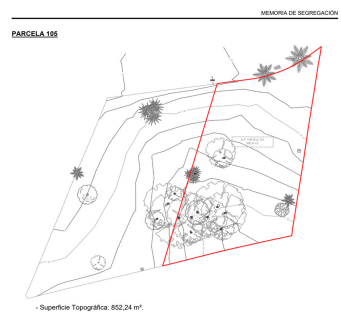 MEMORIA DE SEGREGACIÓN
PARCELA 105
- Superficie Topográfica: 852,24 m².